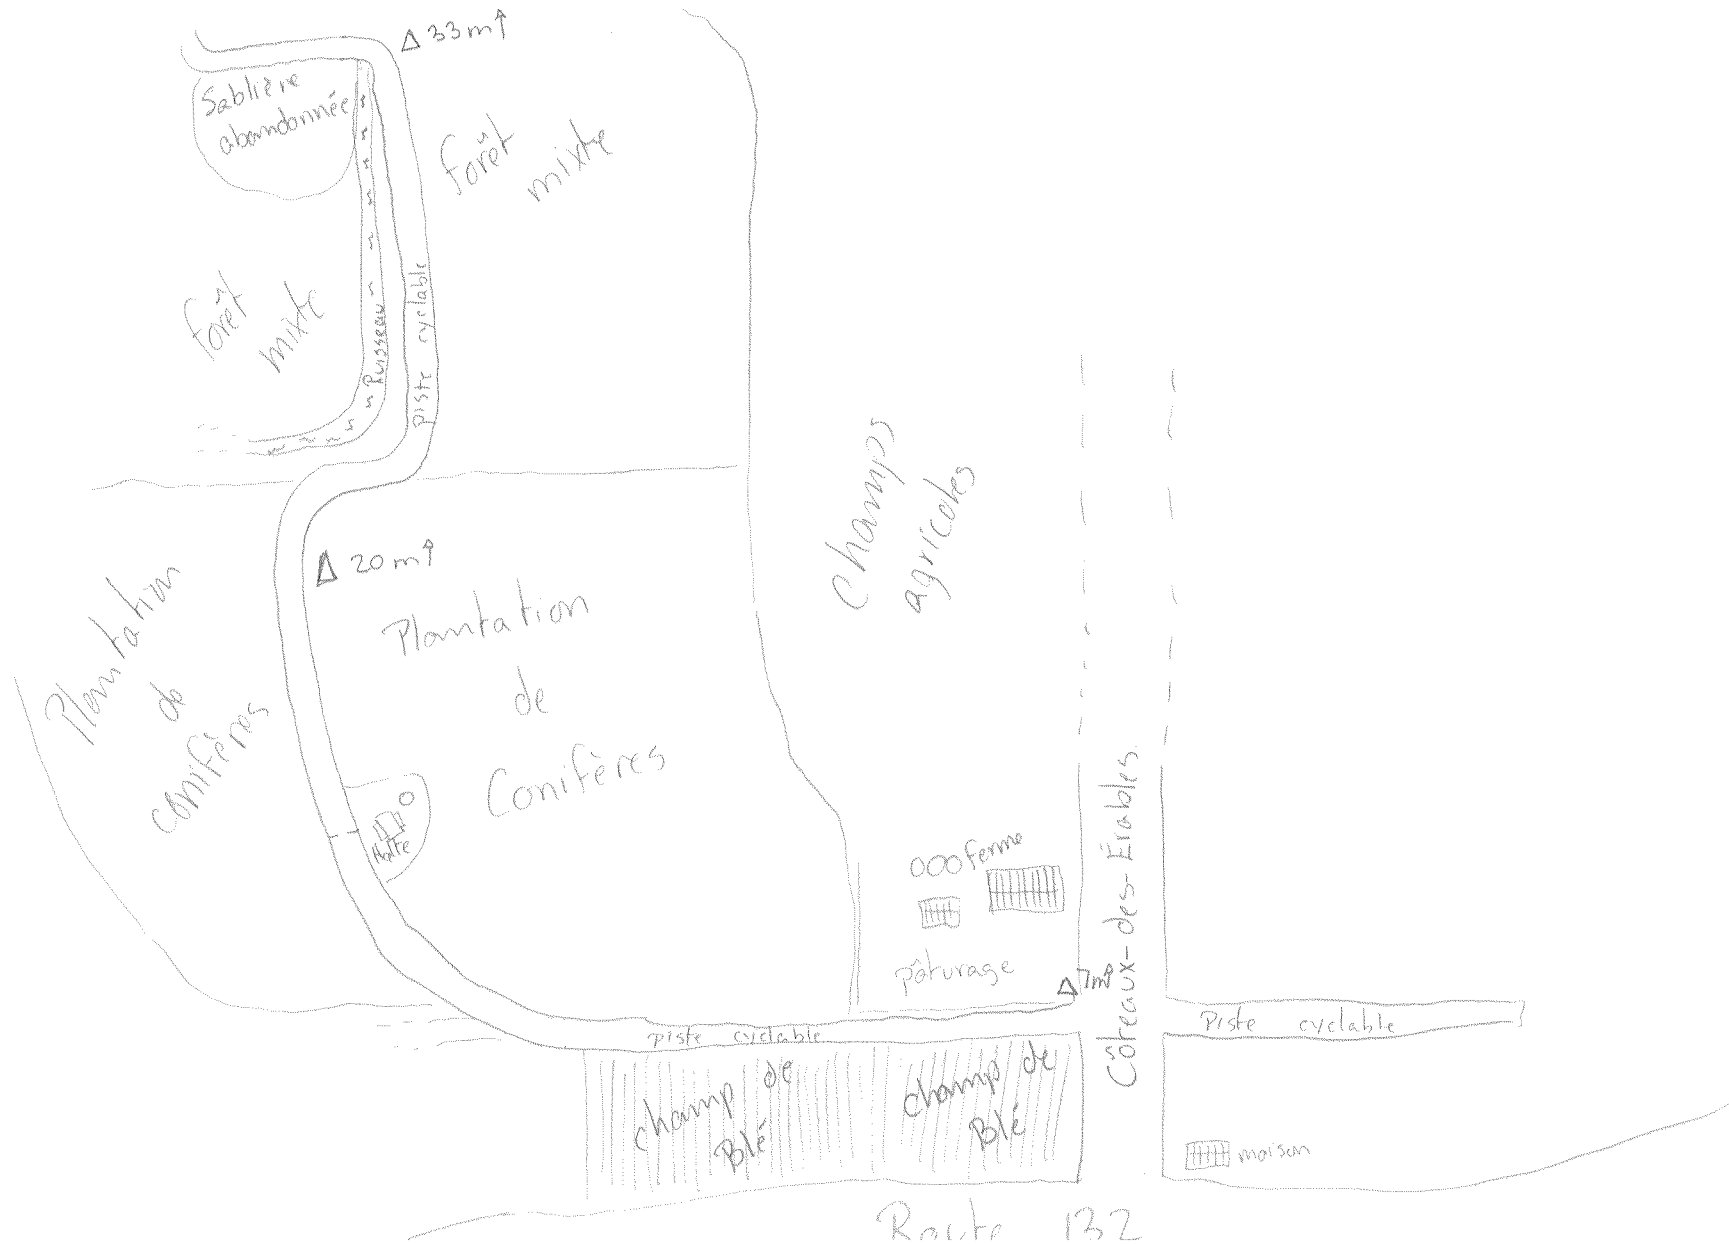 Δ 33 m↑
Sablière
abandonnée
forêt
mixte
forêt
mixte
Ruisseau
piste cyclable
Champs
agricoles
Δ 20 m↑
Plantation
de
conifères
Plantation
de
Conifères
Halte
ferme
pâturage
Δ 7m↑
Côteaux-des-Érables
piste cyclable
Piste cyclable
champ de
Blé
champ de
Blé
maison
Route 132